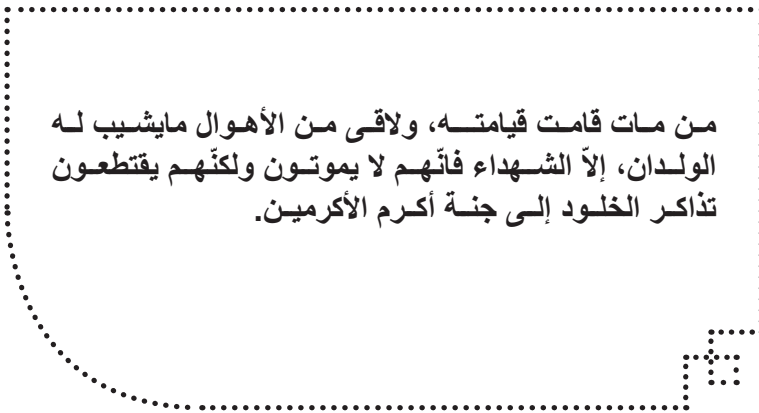 من مات قامت قيامته، ولاقى من الأهوال مايشيب له
الولدان، إلاّ الشهداء فانّهم لا يموتون ولكنّهم يقتطعون
تذاكر الخلود إلى جنة أكرم الأكرمين.